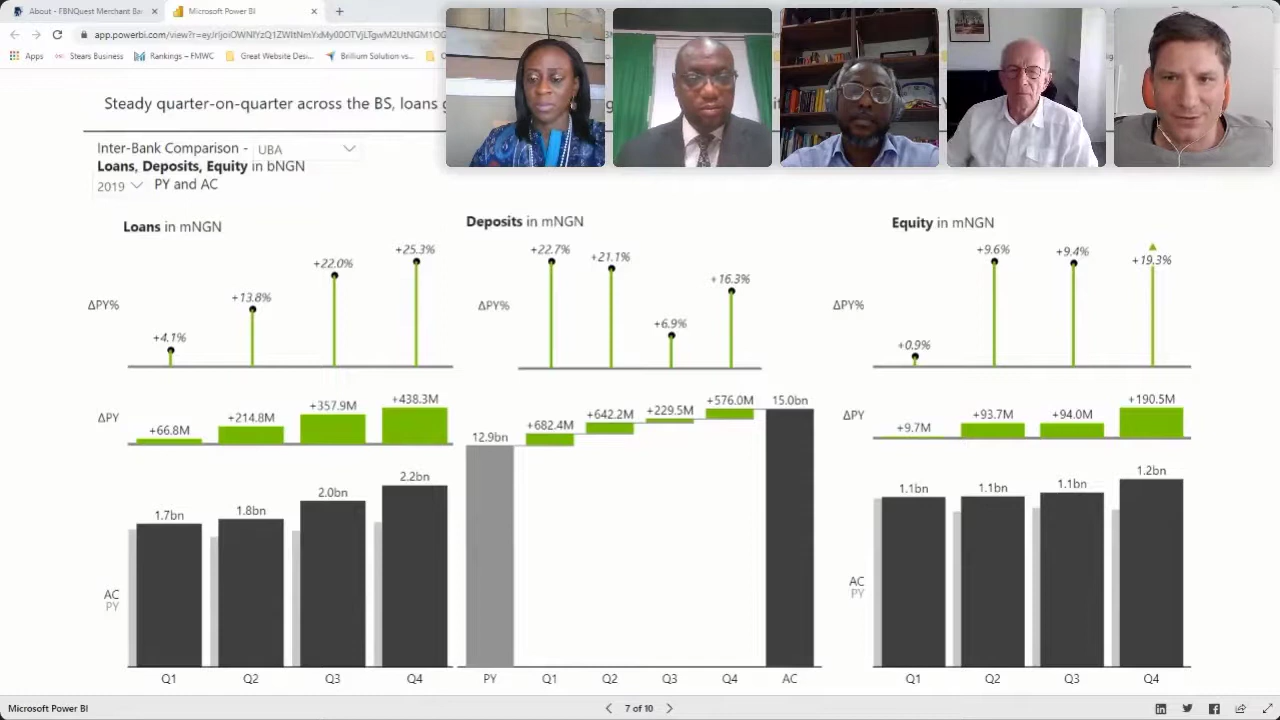 About - FBNQuest Merchant Ban
Microsoft Power BI
app.powerbi.com/view?r=
Apps
Stears Business
Rankings – FMWC
Great Website Desi...
Brillium Solution vs...
Steady quarter-on-quarter across the BS, loans
Inter-Bank Comparison - UBA
Loans, Deposits, Equity in bNGN
2019 PY and AC
Loans in mNGN
ΔPY%
+4.1%
+13.8%
+22.0%
+25.3%
ΔPY
+66.8M
+214.8M
+357.9M
+438.3M
1.7bn
1.8bn
2.0bn
2.2bn
AC
PY
Q1 Q2 Q3 Q4
Deposits in mNGN
ΔPY%
+22.7%
+21.1%
+6.9%
+16.3%
12.9bn
+682.4M
+642.2M
+229.5M
+576.0M
15.0bn
PY Q1 Q2 Q3 Q4 AC
Equity in mNGN
ΔPY%
+0.9%
+9.6%
+9.4%
+19.3%
ΔPY
+9.7M
+93.7M
+94.0M
+190.5M
1.1bn
1.1bn
1.1bn
1.2bn
AC
PY
Q1 Q2 Q3 Q4
Microsoft Power BI
7 of 10